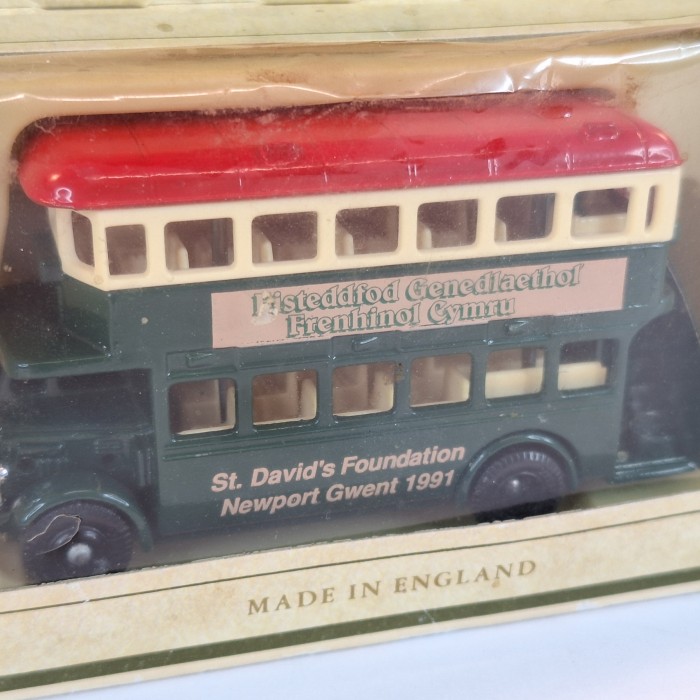 Eisteddfod Genedlaethol
Frenhinol Cymru
St. David's Foundation
Newport Gwent 1991
MADE IN ENGLAND